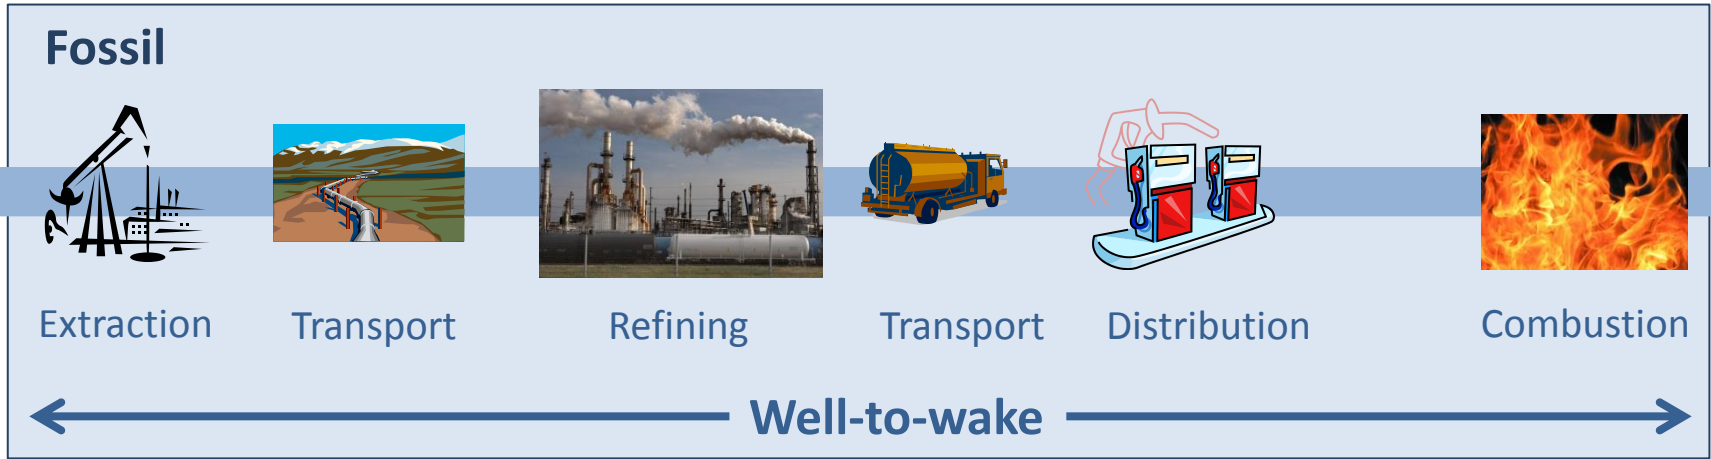 Fossil
Extraction
Transport
Refining
Transport
Distribution
Combustion
Well-to-wake